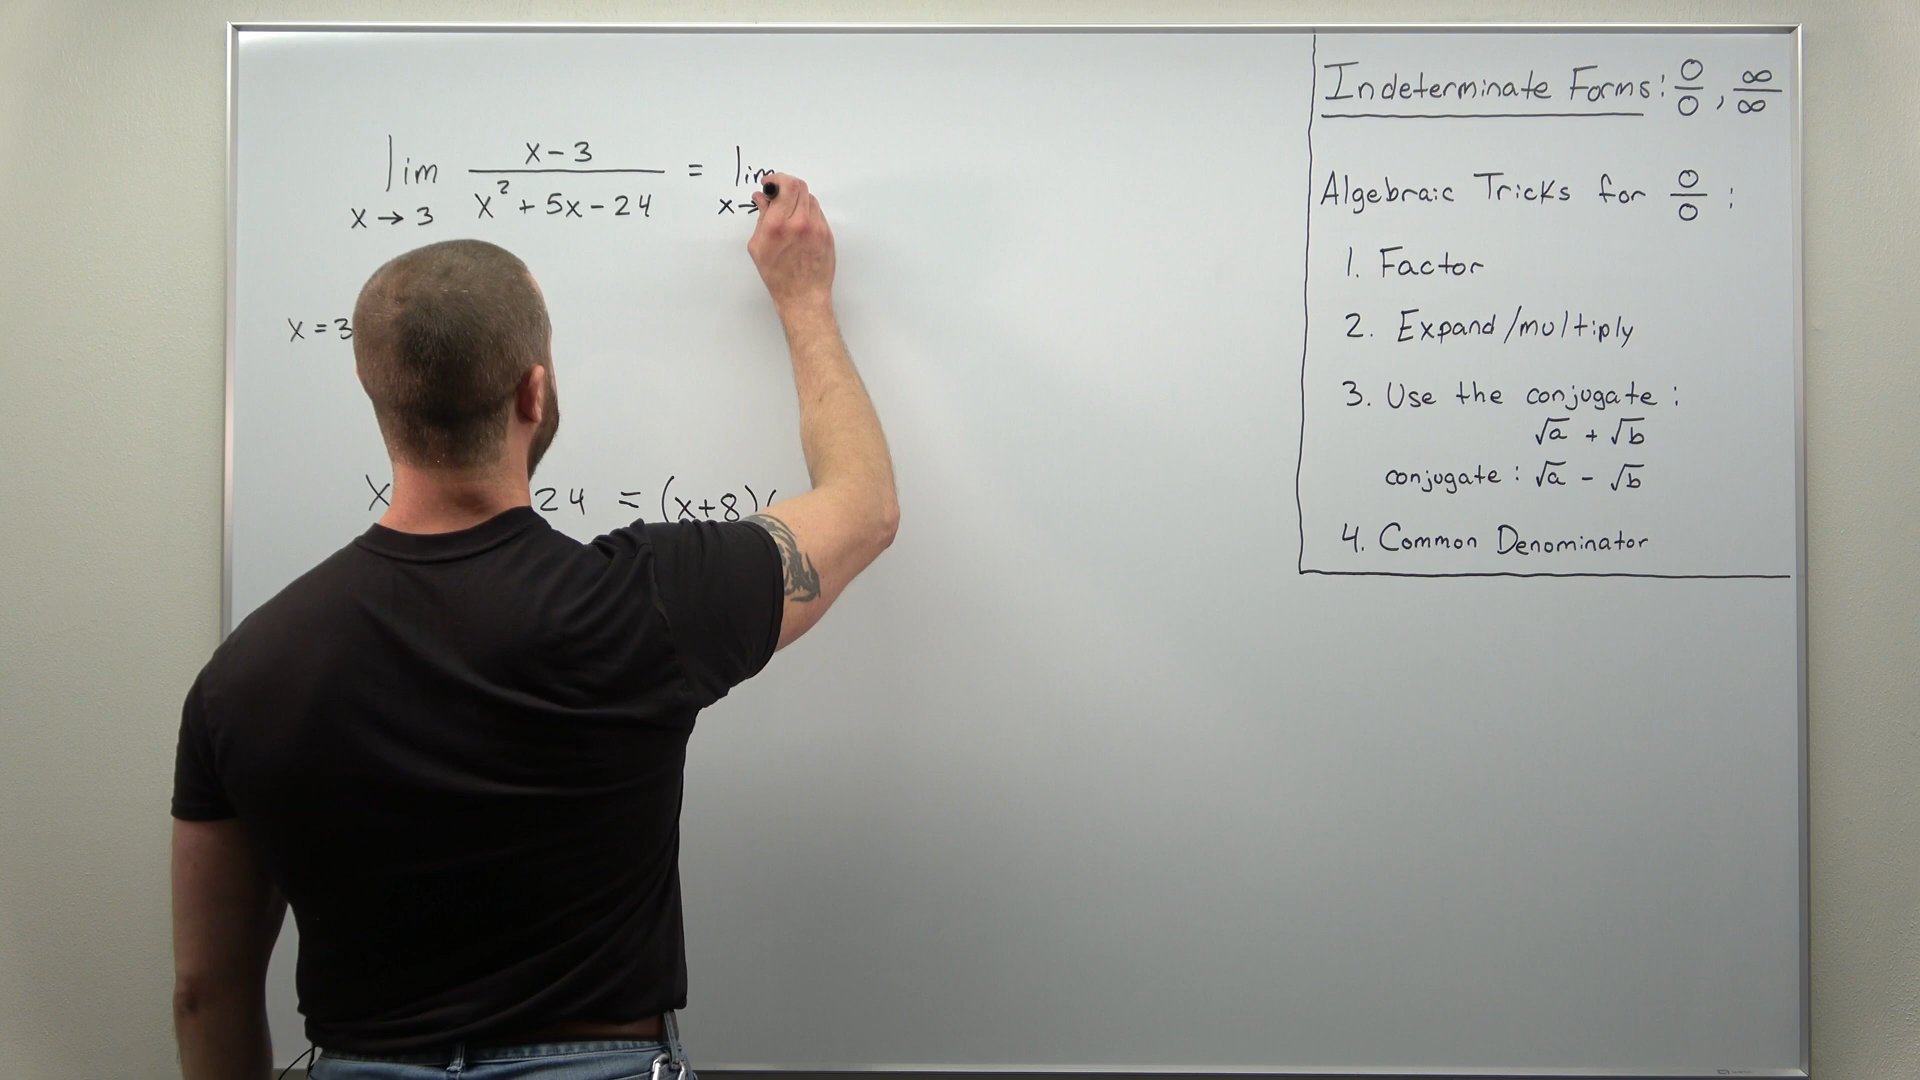 lim x→3 (x-3)/(x²+5x-24) = lim x→
x=3
x 24 = (x+8)(
Indeterminate Forms: 0/0, ∞/∞
Algebraic Tricks for 0/0:
1. Factor
2. Expand/multiply
3. Use the conjugate:
√a + √b
conjugate: √a - √b
4. Common Denominator